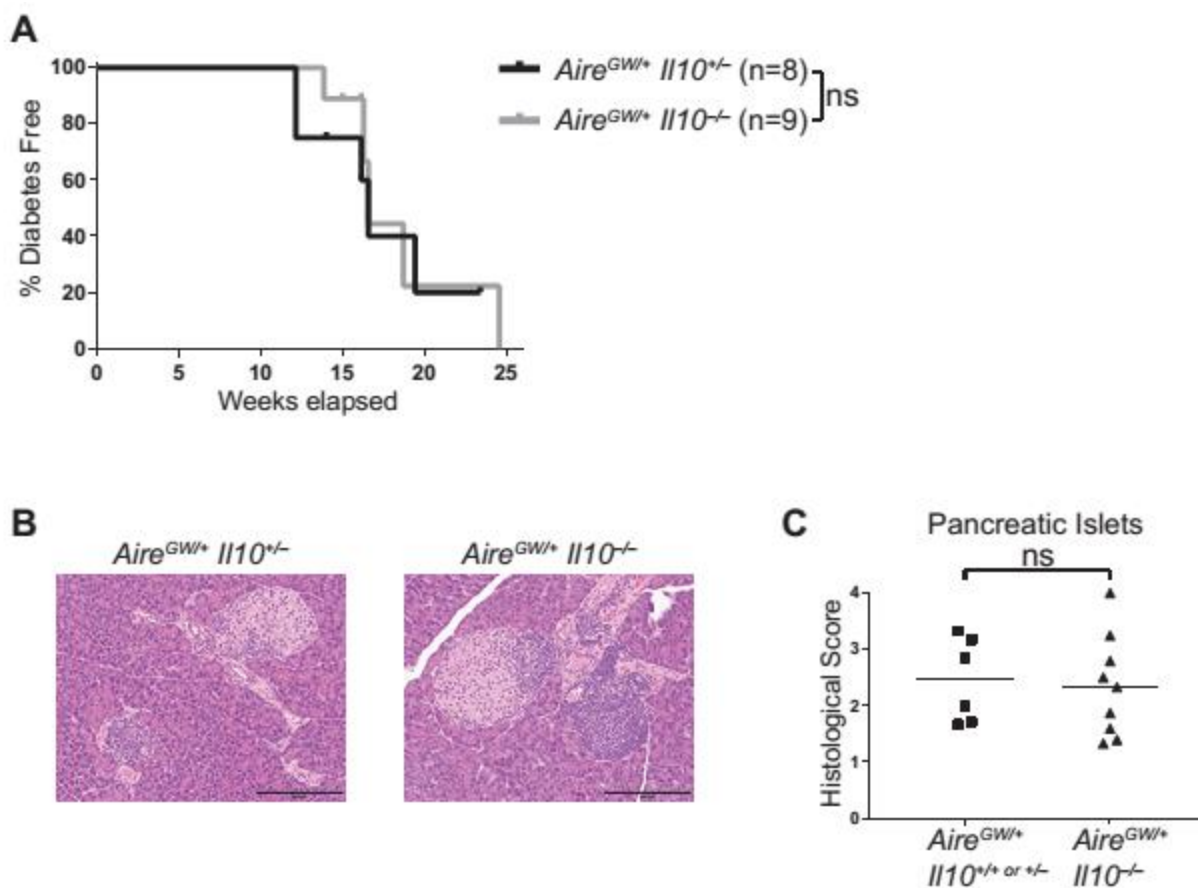 A
100
80
60
40
20
0
% Diabetes Free
0 5 10 15 20 25
Weeks elapsed
Aire^GW/+ Il10^+/– (n=8)
Aire^GW/+ Il10^–/– (n=9)
ns
B
Aire^GW/+ Il10^+/– Aire^GW/+ Il10^–/–
C
Pancreatic Islets
ns
4
3
2
1
0
Histological Score
Aire^GW/+ Aire^GW/+
Il10^+/+ or +/– Il10^–/–